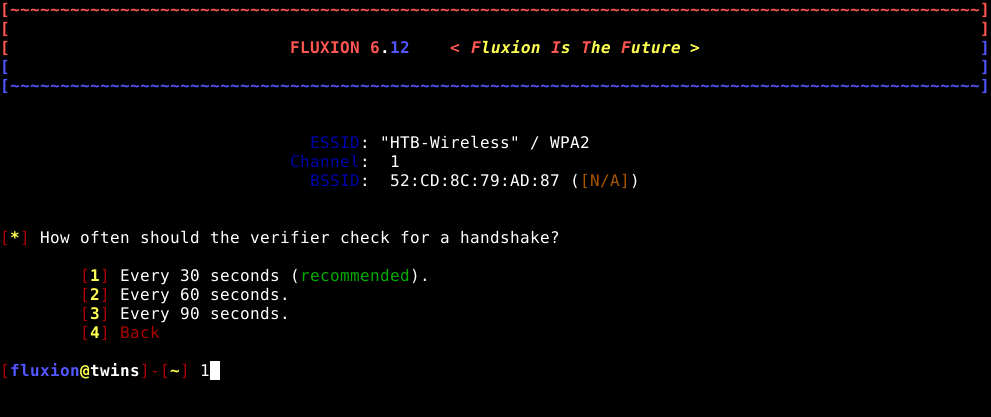 [~~~~~~~~~~~~~~~~~~~~~~~~~~~~~~~~~~~~~~~~~~~~~~~~~~~~~~~~~~~~~~~~~~~~~~~~~~~~~~~~~~~~~~~~~~~~~~~~~]
[ ]
[ FLUXION 6.12 < Fluxion Is The Future > ]
[ ]
[~~~~~~~~~~~~~~~~~~~~~~~~~~~~~~~~~~~~~~~~~~~~~~~~~~~~~~~~~~~~~~~~~~~~~~~~~~~~~~~~~~~~~~~~~~~~~~~~~]
ESSID: "HTB-Wireless" / WPA2
Channel: 1
BSSID: 52:CD:8C:79:AD:87 ([N/A])
[*] How often should the verifier check for a handshake?
[1] Every 30 seconds (recommended).
[2] Every 60 seconds.
[3] Every 90 seconds.
[4] Back
[fluxion@twins]-[~] 1